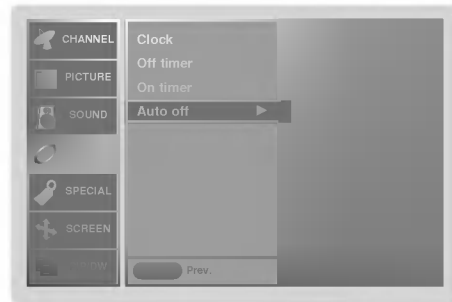 CHANNEL
PICTURE
SOUND
SPECIAL
SCREEN
Clock
Off timer
On timer
Auto off
Prev.